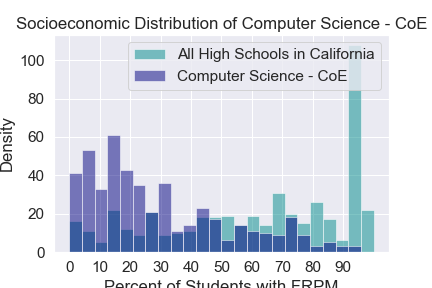 Socioeconomic Distribution of Computer Science - CoE
All High Schools in California
Computer Science - CoE
Density
100
80
60
40
20
0
0 10 20 30 40 50 60 70 80 90
Percent of Students with FRPM